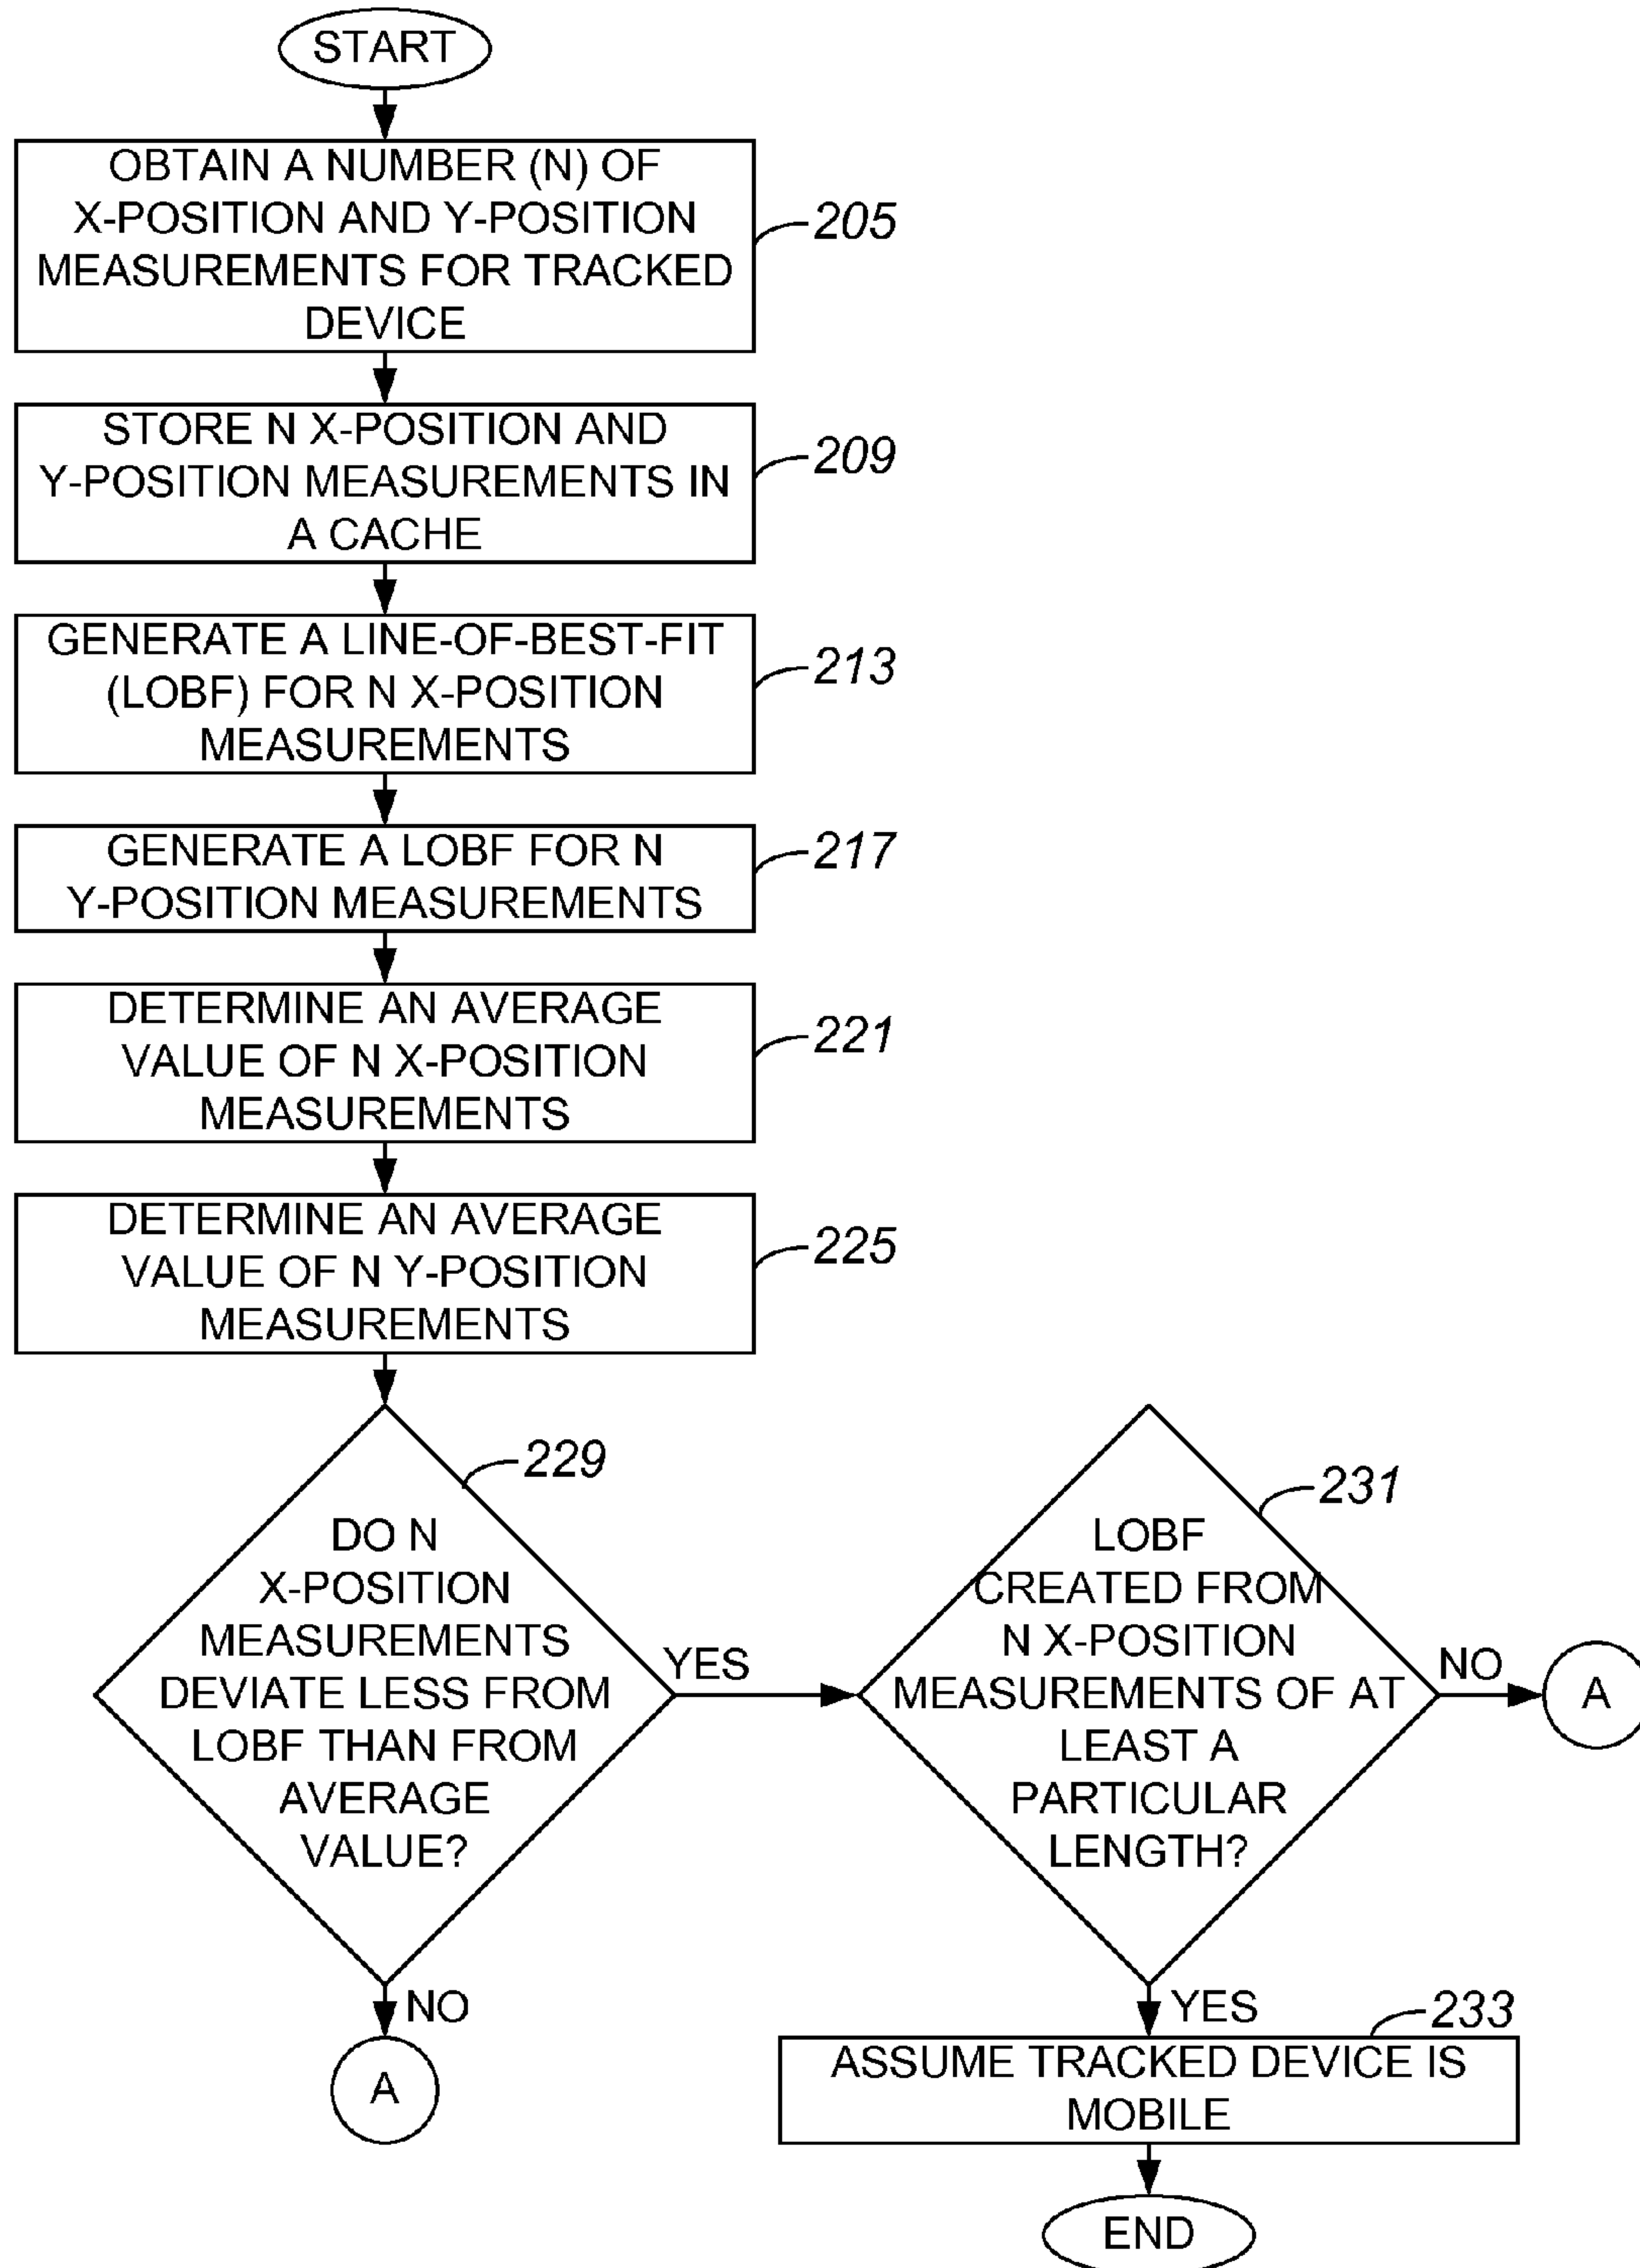 START
OBTAIN A NUMBER (N) OF
X-POSITION AND Y-POSITION
MEASUREMENTS FOR TRACKED
DEVICE
205
STORE N X-POSITION AND
Y-POSITION MEASUREMENTS IN
A CACHE
209
GENERATE A LINE-OF-BEST-FIT
(LOBF) FOR N X-POSITION
MEASUREMENTS
213
GENERATE A LOBF FOR N
Y-POSITION MEASUREMENTS
217
DETERMINE AN AVERAGE
VALUE OF N X-POSITION
MEASUREMENTS
221
DETERMINE AN AVERAGE
VALUE OF N Y-POSITION
MEASUREMENTS
225
229
DO N
X-POSITION
MEASUREMENTS
DEVIATE LESS FROM
LOBF THAN FROM
AVERAGE
VALUE?
YES
NO
A
231
LOBF
CREATED FROM
N X-POSITION
MEASUREMENTS OF AT
LEAST A
PARTICULAR
LENGTH?
NO
A
YES
233
ASSUME TRACKED DEVICE IS
MOBILE
END